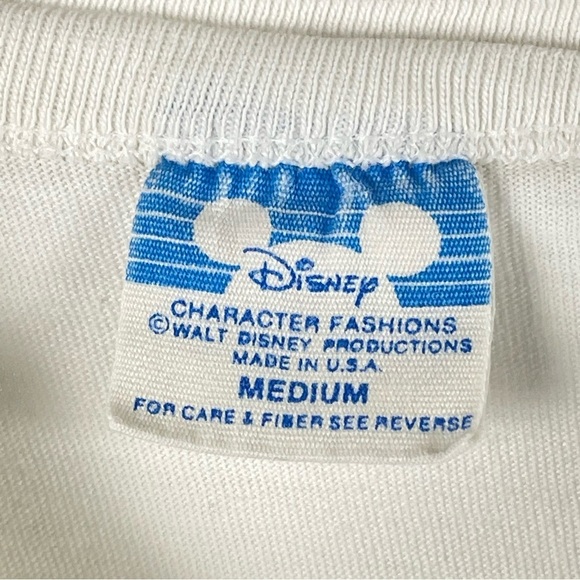 Disney
CHARACTER FASHIONS
©WALT DISNEY PRODUCTIONS
MADE IN U.S.A.
MEDIUM
FOR CARE & FIBER SEE REVERSE